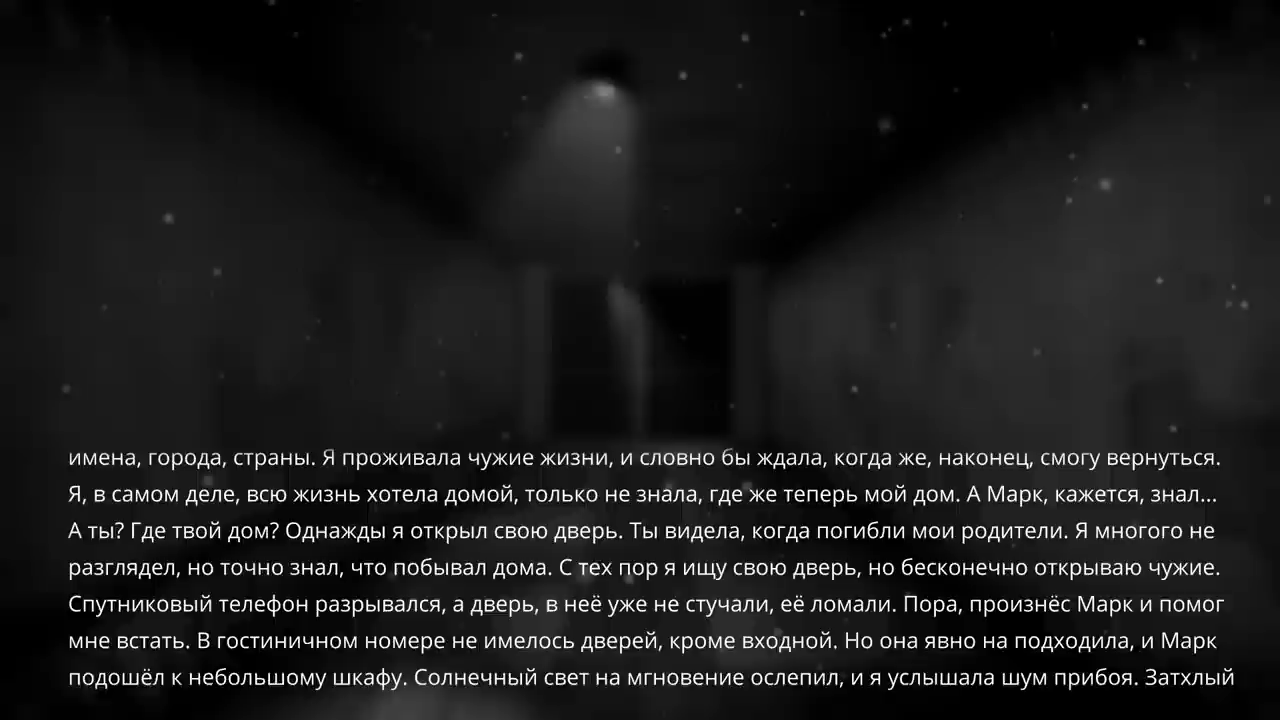 имена, города, страны. Я проживала чужие жизни, и словно бы ждала, когда же, наконец, смогу вернуться.
Я, в самом деле, всю жизнь хотела домой, только не знала, где же теперь мой дом. А Марк, кажется, знал...
А ты? Где твой дом? Однажды я открыл свою дверь. Ты видела, когда погибли мои родители. Я многого не
разглядел, но точно знал, что побывал дома. С тех пор я ищу свою дверь, но бесконечно открываю чужие.
Спутниковый телефон разрывался, а дверь, в неё уже не стучали, её ломали. Пора, произнёс Марк и помог
мне встать. В гостиничном номере не имелось дверей, кроме входной. Но она явно на подходила, и Марк
подошёл к небольшому шкафу. Солнечный свет на мгновение ослепил, и я услышала шум прибоя. Затхлый